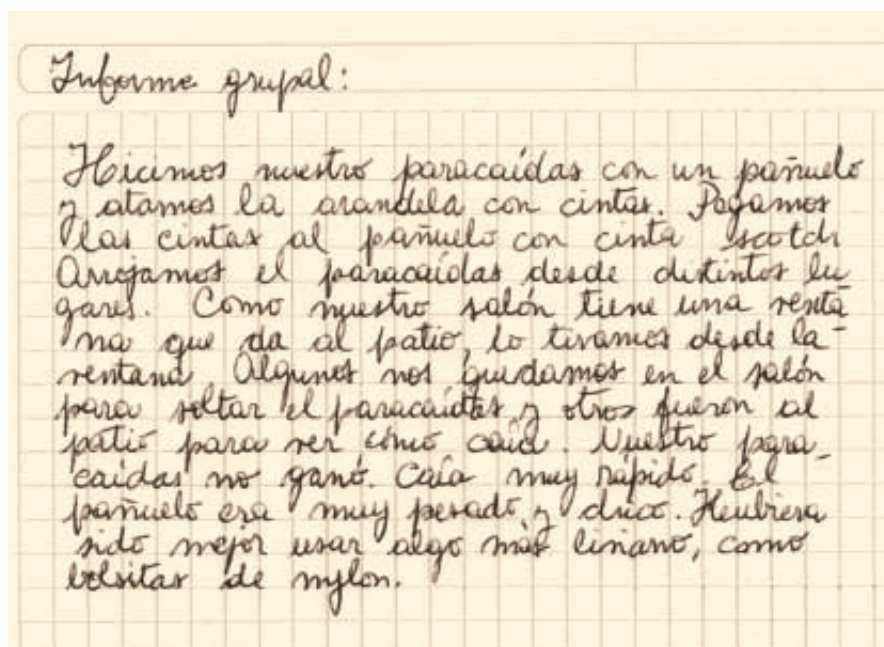 Informe grupal:
Hicimos nuestro paracaídas con un pañuelo
y atamos la arandela con cintas. Pegamos
las cintas al pañuelo con cinta scotch
Arrojamos el paracaídas desde distintos lu
gares. Como nuestro salón tiene una venta
na que da al patio, lo tiramos desde la
ventana Algunos nos quedamos en el salón
para soltar el paracaídas y otros fueron al
patio para ver cómo caía. Nuestro para_
caídas no ganó. Caía muy rápido. El
pañuelo era muy pesado y chico. Hubiera
sido mejor usar algo más liviano, como
bolsitas de nylon.